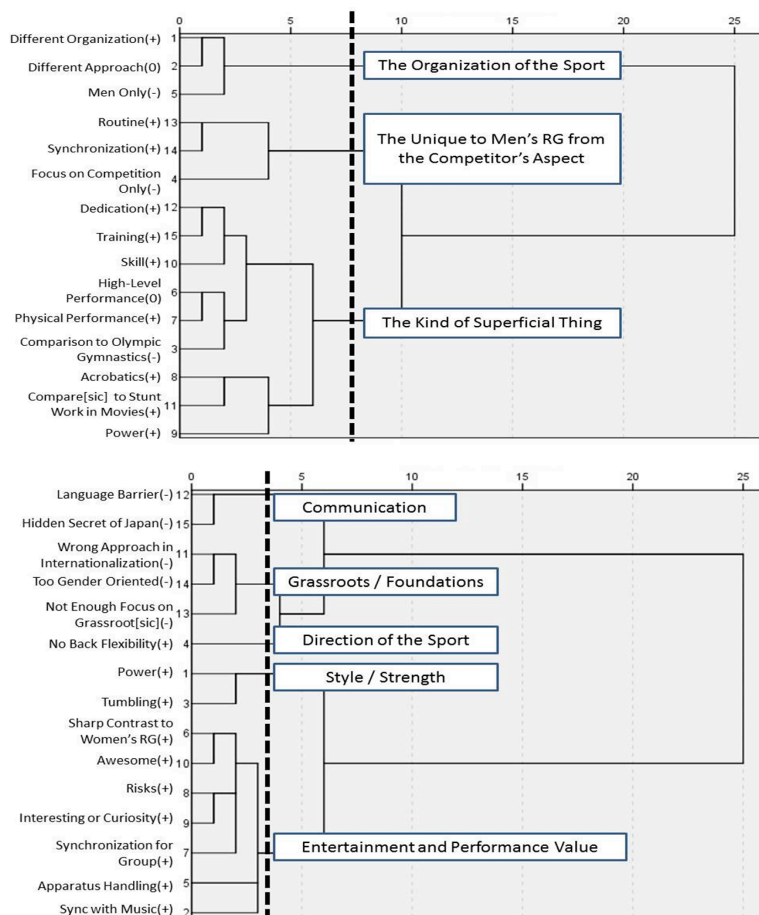 0 5 10 15 20 25
Different Organization(+) 1
Different Approach(0) 2
The Organization of the Sport
Men Only(-) 5
Routine(+) 13
The Unique to Men's RG from
the Competitor's Aspect
Synchronization(+) 14
Focus on Competition
Only(-) 4
Dedication(+) 12
Training(+) 15
Skill(+) 10
High-Level
Performance(0) 6
Physical Performance(+) 7
The Kind of Superficial Thing
Comparison to Olympic
Gymnastics(-) 3
Acrobatics(+) 8
Compare[sic] to Stunt
Work in Movies(+) 11
Power(+) 9
0 5 10 15 20 25
Language Barrier(-) 12
Communication
Hidden Secret of Japan(-) 15
Wrong Approach in
Internationalization(-) 11
Too Gender Oriented(-) 14
Grassroots / Foundations
Not Enough Focus on
Grassroot[sic](-) 13
No Back Flexibility(+) 4
Direction of the Sport
Power(+) 1
Style / Strength
Tumbling(+) 3
Sharp Contrast to
Women's RG(+) 6
Awesome(+) 10
Risks(+) 8
Interesting or Curiosity(+) 9
Synchronization for
Group(+) 7
Entertainment and Performance Value
Apparatus Handling(+) 5
Sync with Music(+) 2